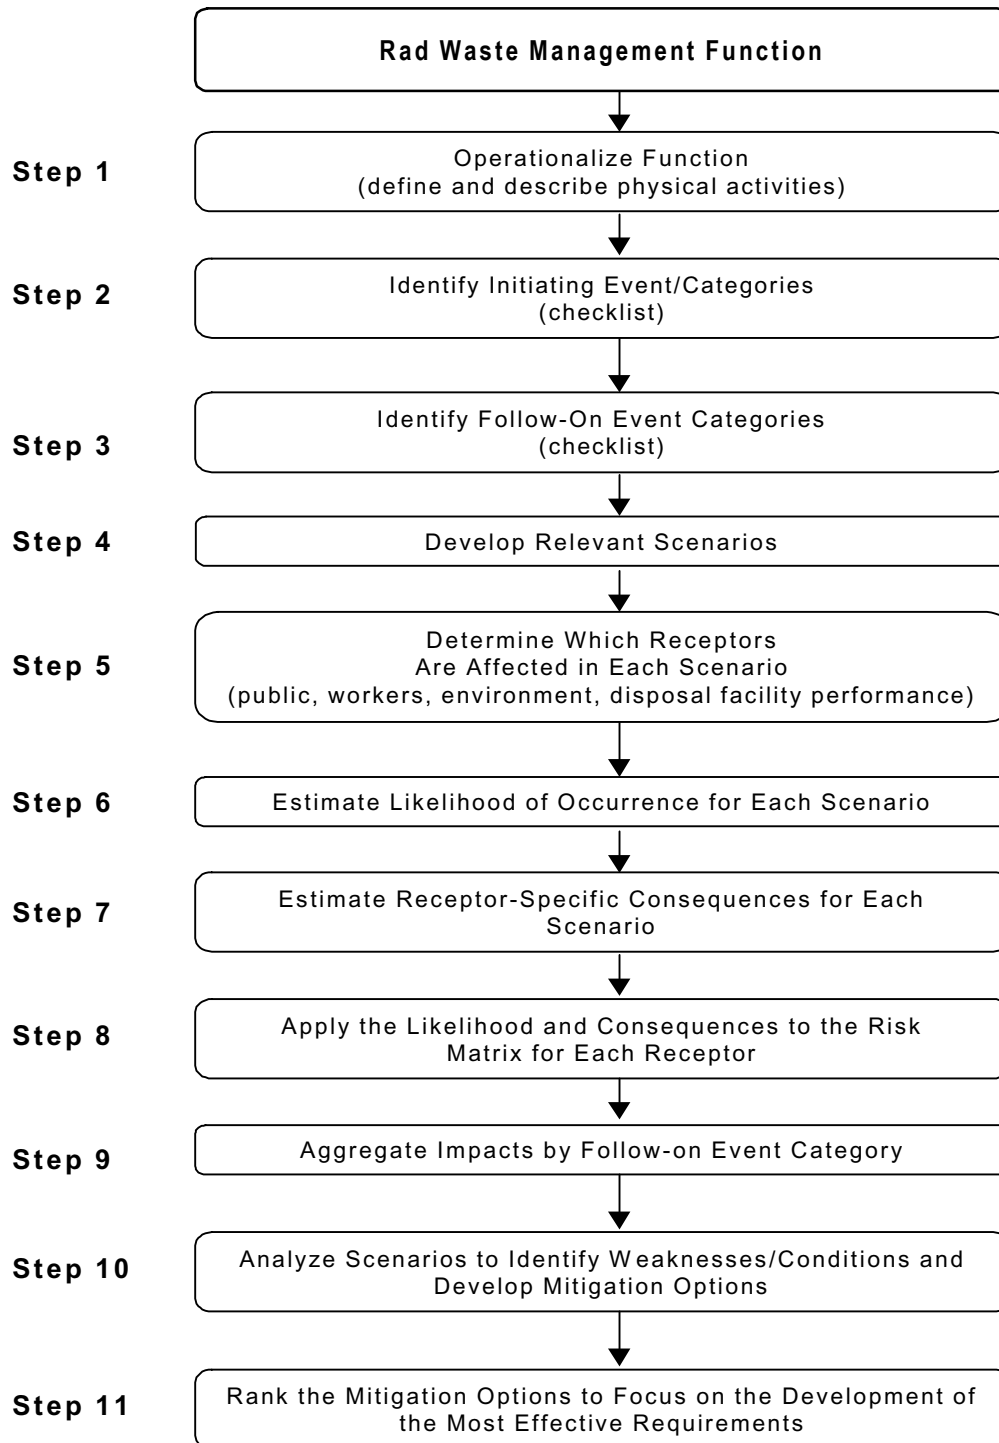 Rad Waste Management Function
Step 1
Operationalize Function
(define and describe physical activities)
Step 2
Identify Initiating Event/Categories
(checklist)
Step 3
Identify Follow-On Event Categories
(checklist)
Step 4
Develop Relevant Scenarios
Step 5
Determine Which Receptors
Are Affected in Each Scenario
(public, workers, environment, disposal facility performance)
Step 6
Estimate Likelihood of Occurrence for Each Scenario
Step 7
Estimate Receptor-Specific Consequences for Each
Scenario
Step 8
Apply the Likelihood and Consequences to the Risk
Matrix for Each Receptor
Step 9
Aggregate Impacts by Follow-on Event Category
Step 10
Analyze Scenarios to Identify Weaknesses/Conditions and
Develop Mitigation Options
Step 11
Rank the Mitigation Options to Focus on the Development of
the Most Effective Requirements